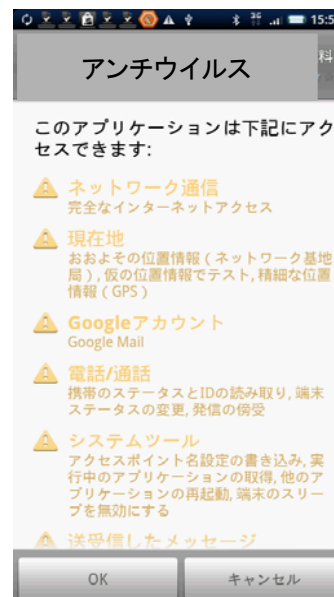 3G 15:5
料
アンチウイルス
このアプリケーションは下記にアク
セスできます:
ネットワーク通信
完全なインターネットアクセス
現在地
おおよその位置情報(ネットワーク基地
局), 仮の位置情報でテスト, 精細な位置
情報(GPS)
Googleアカウント
Google Mail
電話/通話
携帯のステータスとIDの読み取り, 端末
ステータスの変更, 発信の傍受
システムツール
アクセスポイント名設定の書き込み, 実
行中のアプリケーションの取得, 他のア
プリケーションの再起動, 端末のスリー
プを無効にする
送受信したメッセージ
OK キャンセル